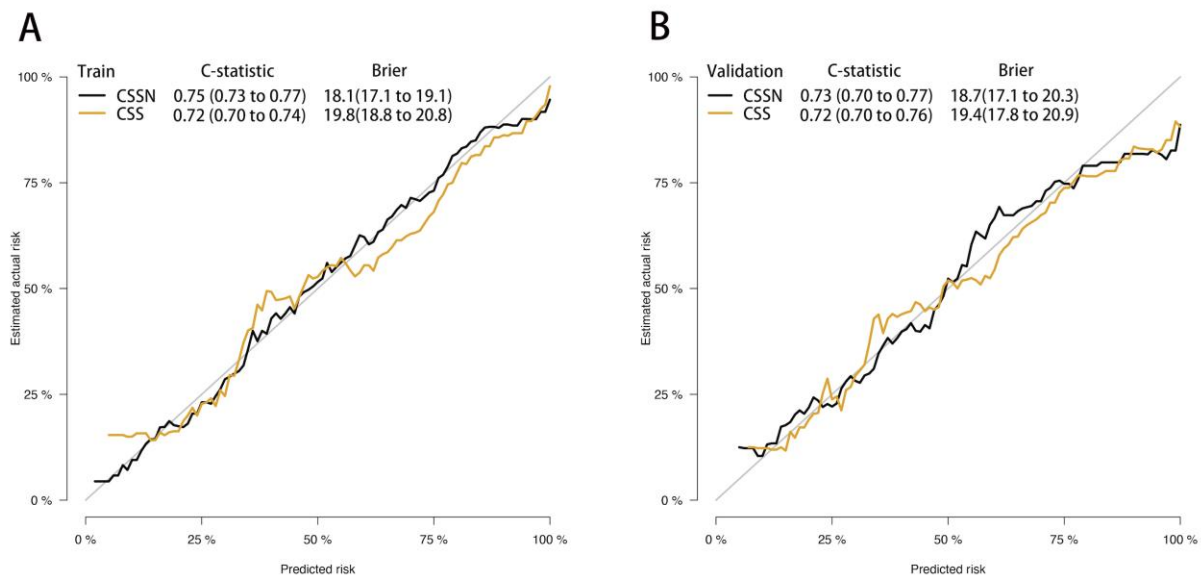 A
Train C-statistic Brier
CSSN 0.75 (0.73 to 0.77) 18.1(17.1 to 19.1)
CSS 0.72 (0.70 to 0.74) 19.8(18.8 to 20.8)
100 %
75 %
50 %
25 %
0 %
Estimated actual risk
0 % 25 % 50 % 75 % 100 %
Predicted risk
B
Validation C-statistic Brier
CSSN 0.73 (0.70 to 0.77) 18.7(17.1 to 20.3)
CSS 0.72 (0.70 to 0.76) 19.4(17.8 to 20.9)
100 %
75 %
50 %
25 %
0 %
Estimated actual risk
0 % 25 % 50 % 75 % 100 %
Predicted risk